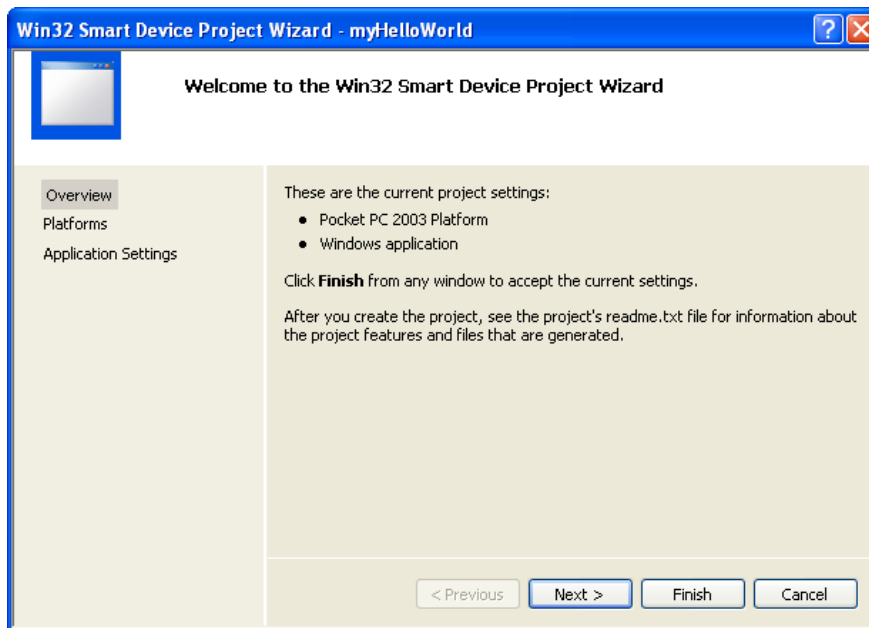 Win32 Smart Device Project Wizard - myHelloWorld
Welcome to the Win32 Smart Device Project Wizard
Overview
Platforms
Application Settings
These are the current project settings:
• Pocket PC 2003 Platform
• Windows application
Click Finish from any window to accept the current settings.
After you create the project, see the project's readme.txt file for information about
the project features and files that are generated.
< Previous
Next >
Finish
Cancel